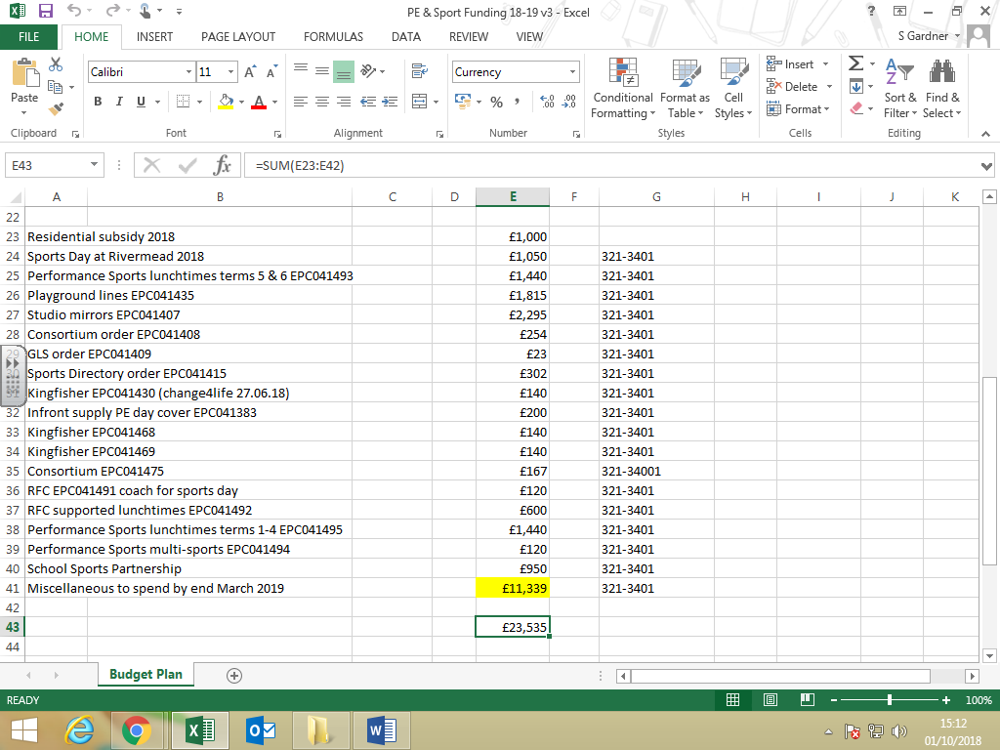 PE & Sport Funding 18-19 v3 - Excel
FILE HOME INSERT PAGE LAYOUT FORMULAS DATA REVIEW VIEW S Gardner
Paste
Calibri 11
B I U A
Currency
% ,
Conditional Formatting
Format as Table
Cell Styles
Insert
Delete
Format
Sort & Filter
Find & Select
Clipboard Font Alignment Number Styles Cells Editing
E43 fx =SUM(E23:E42)
A B C D E F G H I J K
22
23 Residential subsidy 2018 £1,000
24 Sports Day at Rivermead 2018 £1,050 321-3401
25 Performance Sports lunchtimes terms 5 & 6 EPC041493 £1,440 321-3401
26 Playground lines EPC041435 £1,815 321-3401
27 Studio mirrors EPC041407 £2,295 321-3401
28 Consortium order EPC041408 £254 321-3401
29 GLS order EPC041409 £23 321-3401
30 Sports Directory order EPC041415 £302 321-3401
31 Kingfisher EPC041430 (change4life 27.06.18) £140 321-3401
32 Infront supply PE day cover EPC041383 £200 321-3401
33 Kingfisher EPC041468 £140 321-3401
34 Kingfisher EPC041469 £140 321-3401
35 Consortium EPC041475 £167 321-34001
36 RFC EPC041491 coach for sports day £120 321-3401
37 RFC supported lunchtimes EPC041492 £600 321-3401
38 Performance Sports lunchtimes terms 1-4 EPC041495 £1,440 321-3401
39 Performance Sports multi-sports EPC041494 £120 321-3401
40 School Sports Partnership £950 321-3401
41 Miscellaneous to spend by end March 2019 £11,339 321-3401
42
43 £23,535
44
Budget Plan
READY 100%
15:12
01/10/2018